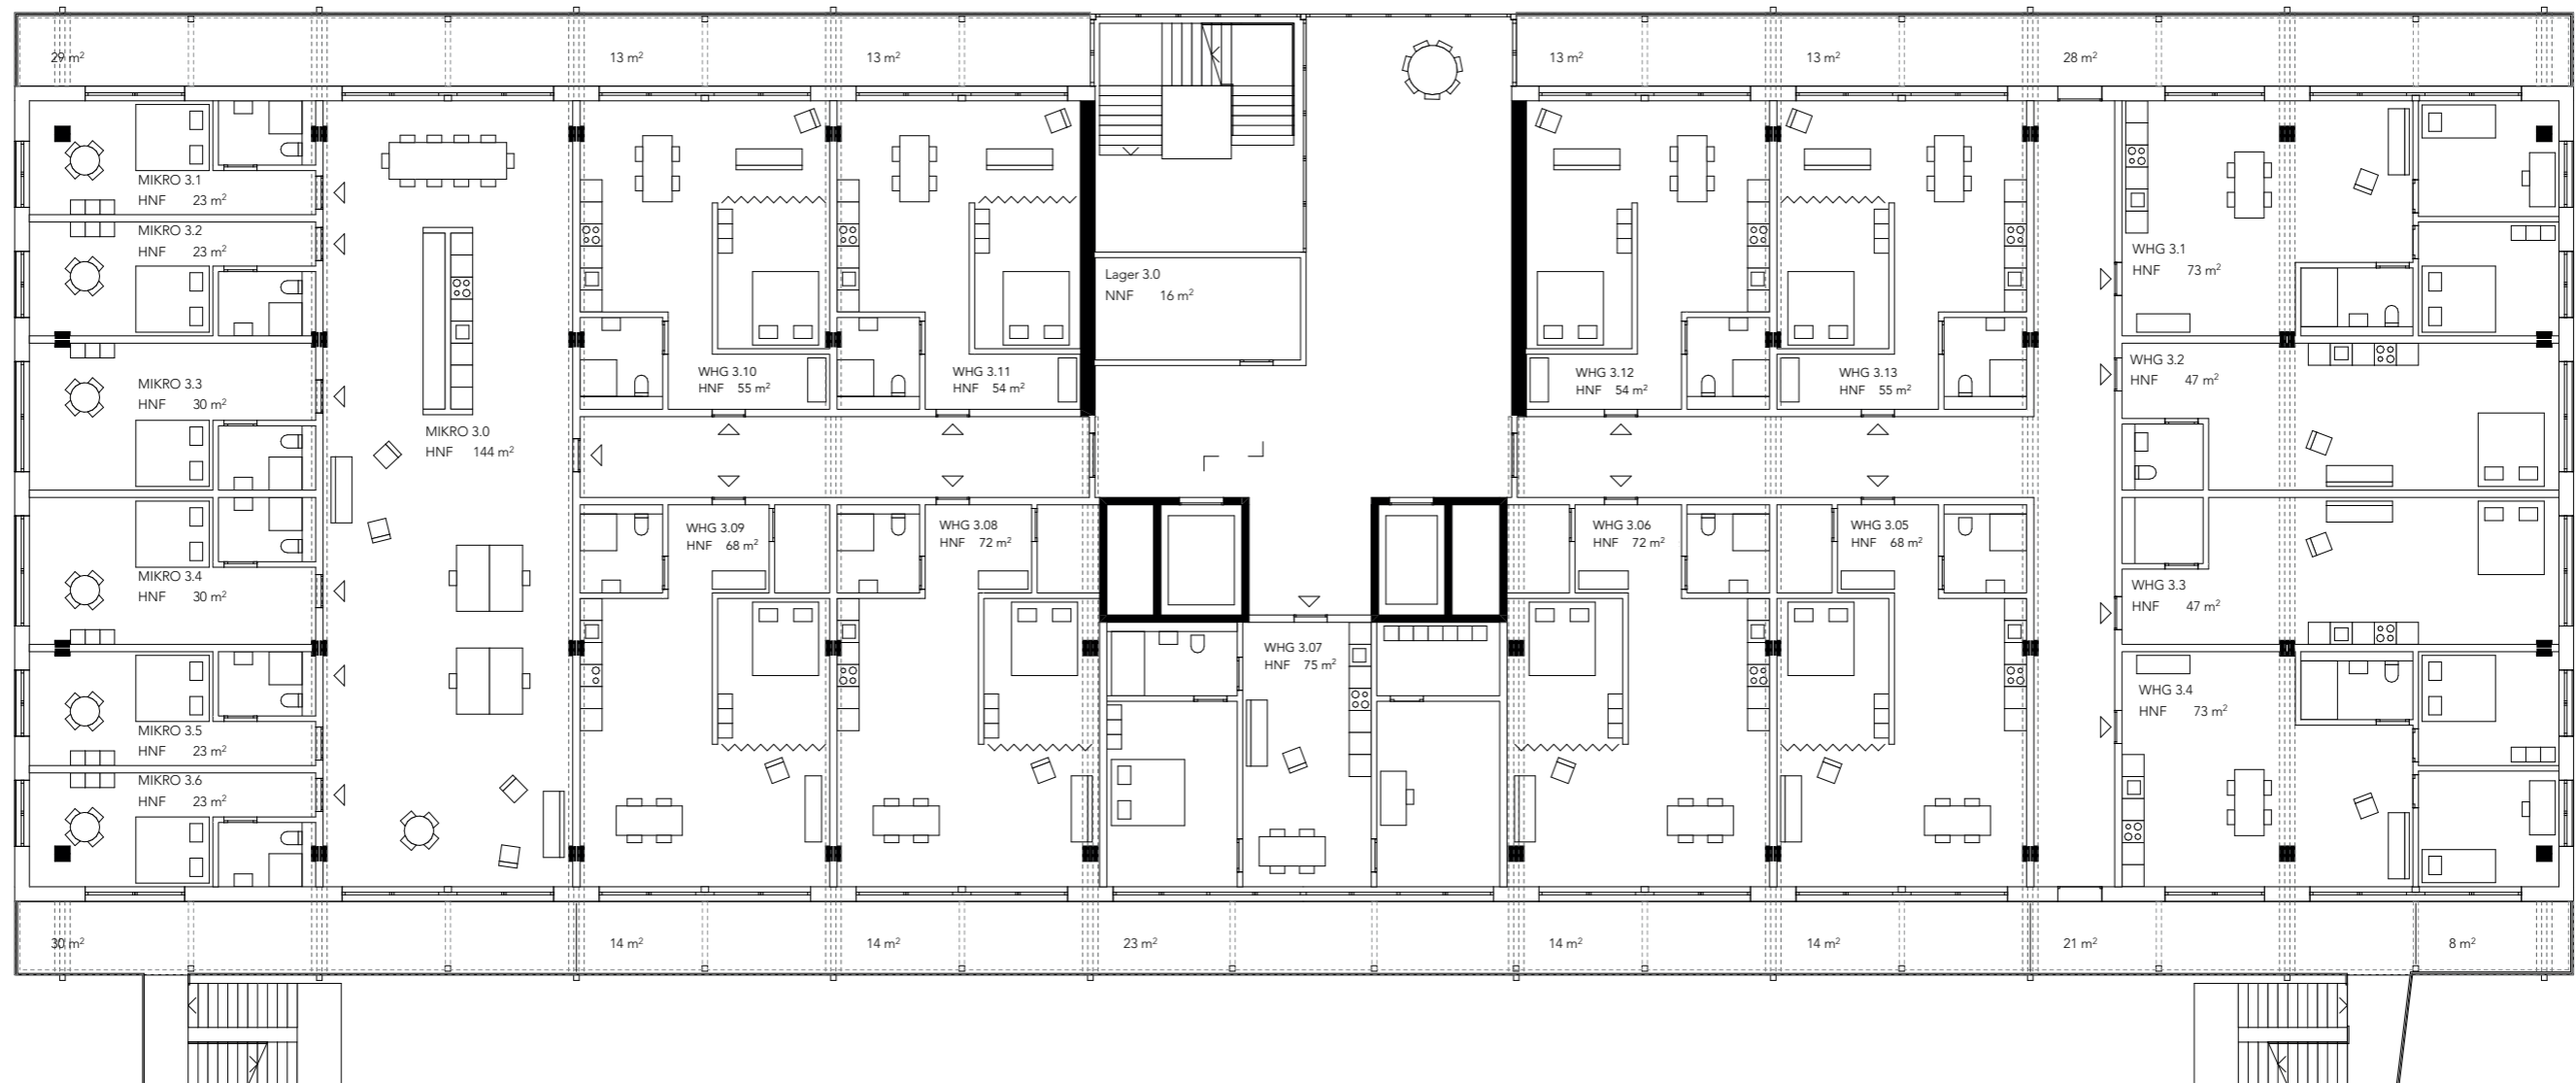 29 m²
13 m²
13 m²
13 m²
13 m²
28 m²
MIKRO 3.1
HNF 23 m²
MIKRO 3.2
HNF 23 m²
MIKRO 3.3
HNF 30 m²
MIKRO 3.0
HNF 144 m²
MIKRO 3.4
HNF 30 m²
MIKRO 3.5
HNF 23 m²
MIKRO 3.6
HNF 23 m²
WHG 3.10
HNF 55 m²
WHG 3.11
HNF 54 m²
Lager 3.0
NNF 16 m²
WHG 3.12
HNF 54 m²
WHG 3.13
HNF 55 m²
WHG 3.1
HNF 73 m²
WHG 3.2
HNF 47 m²
WHG 3.09
HNF 68 m²
WHG 3.08
HNF 72 m²
WHG 3.07
HNF 75 m²
WHG 3.06
HNF 72 m²
WHG 3.05
HNF 68 m²
WHG 3.3
HNF 47 m²
WHG 3.4
HNF 73 m²
30 m²
14 m²
14 m²
23 m²
14 m²
14 m²
21 m²
8 m²